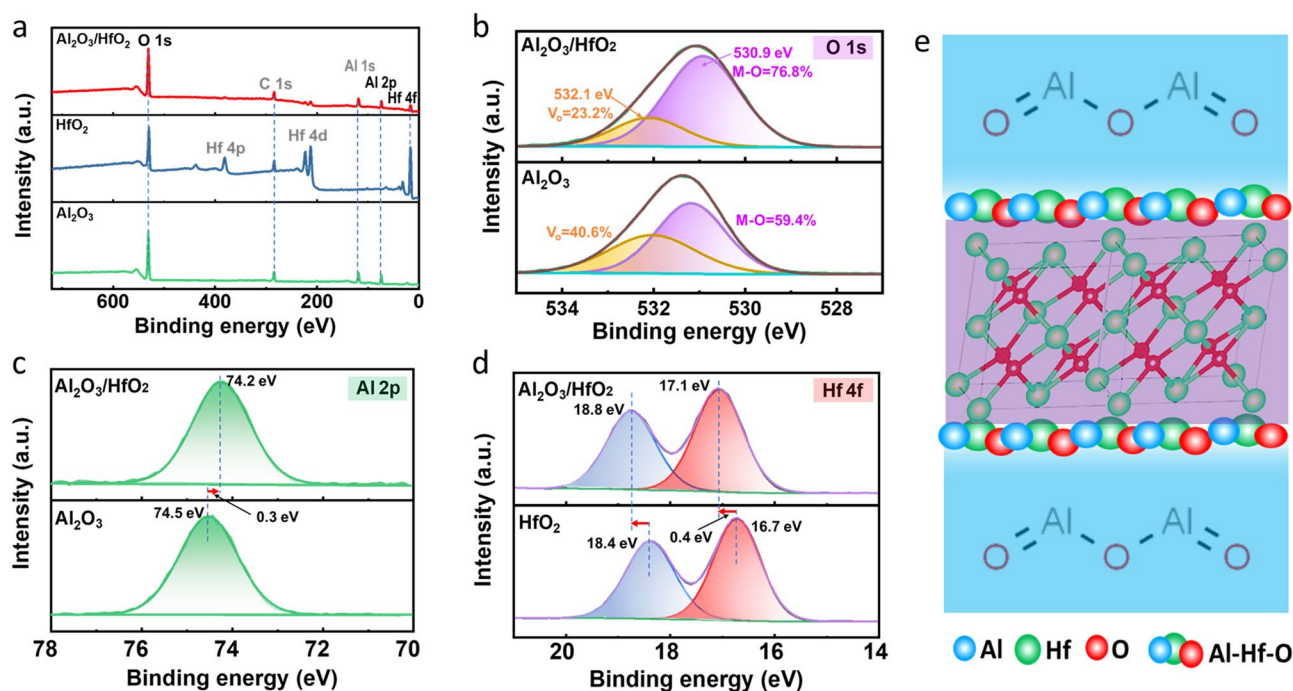 a
Al₂O₃/HfO₂
O 1s
C 1s
Al 1s
Al 2p
Hf 4f
HfO₂
Hf 4p
Hf 4d
Al₂O₃
Intensity (a.u.)
600
400
200
0
Binding energy (eV)
b
Al₂O₃/HfO₂
O 1s
530.9 eV
M-O=76.8%
532.1 eV
Vₒ=23.2%
Al₂O₃
M-O=59.4%
Vₒ=40.6%
Intensity (a.u.)
534
532
530
528
Binding energy (eV)
c
Al₂O₃/HfO₂
74.2 eV
Al 2p
Al₂O₃
74.5 eV
0.3 eV
Intensity (a.u.)
78
76
74
72
70
Binding energy (eV)
d
Al₂O₃/HfO₂
17.1 eV
Hf 4f
18.8 eV
HfO₂
18.4 eV
0.4 eV
16.7 eV
Intensity (a.u.)
20
18
16
14
Binding energy (eV)
e
Al
Al
O
O
O
Al
Al
O
O
O
Al
Hf
O
Al-Hf-O